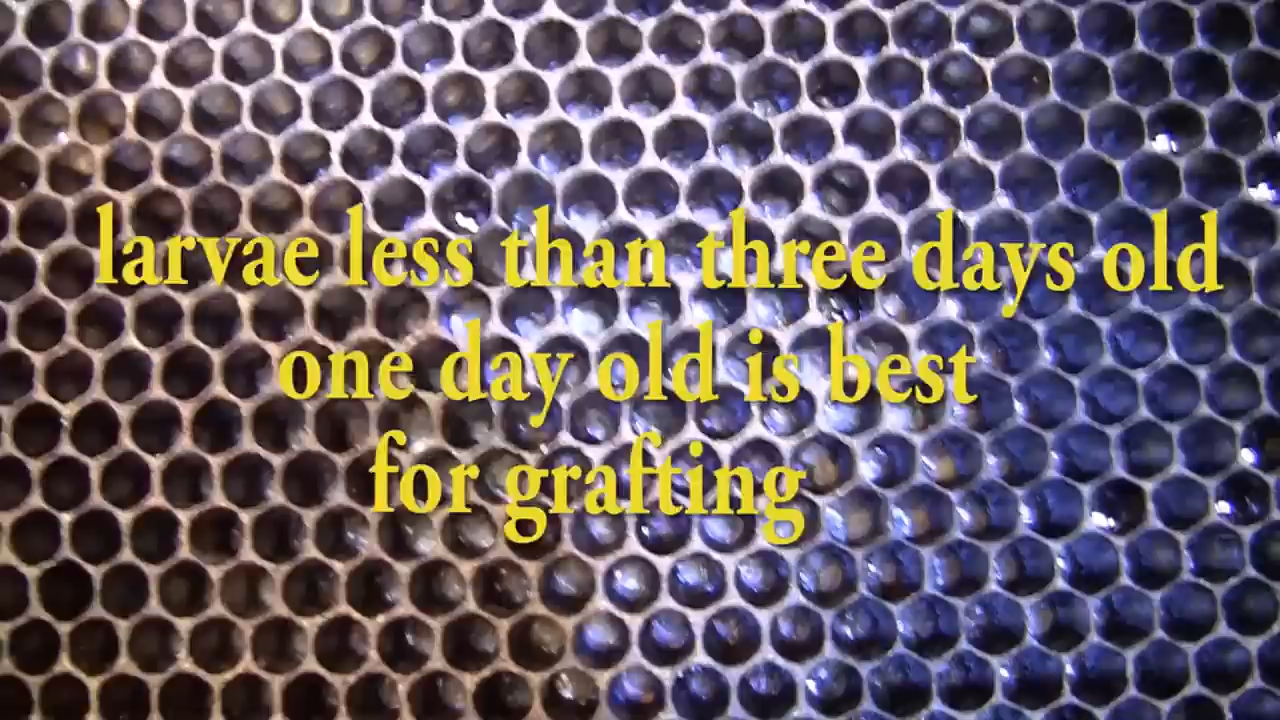 larvae less than three days old
one day old is best
for grafting